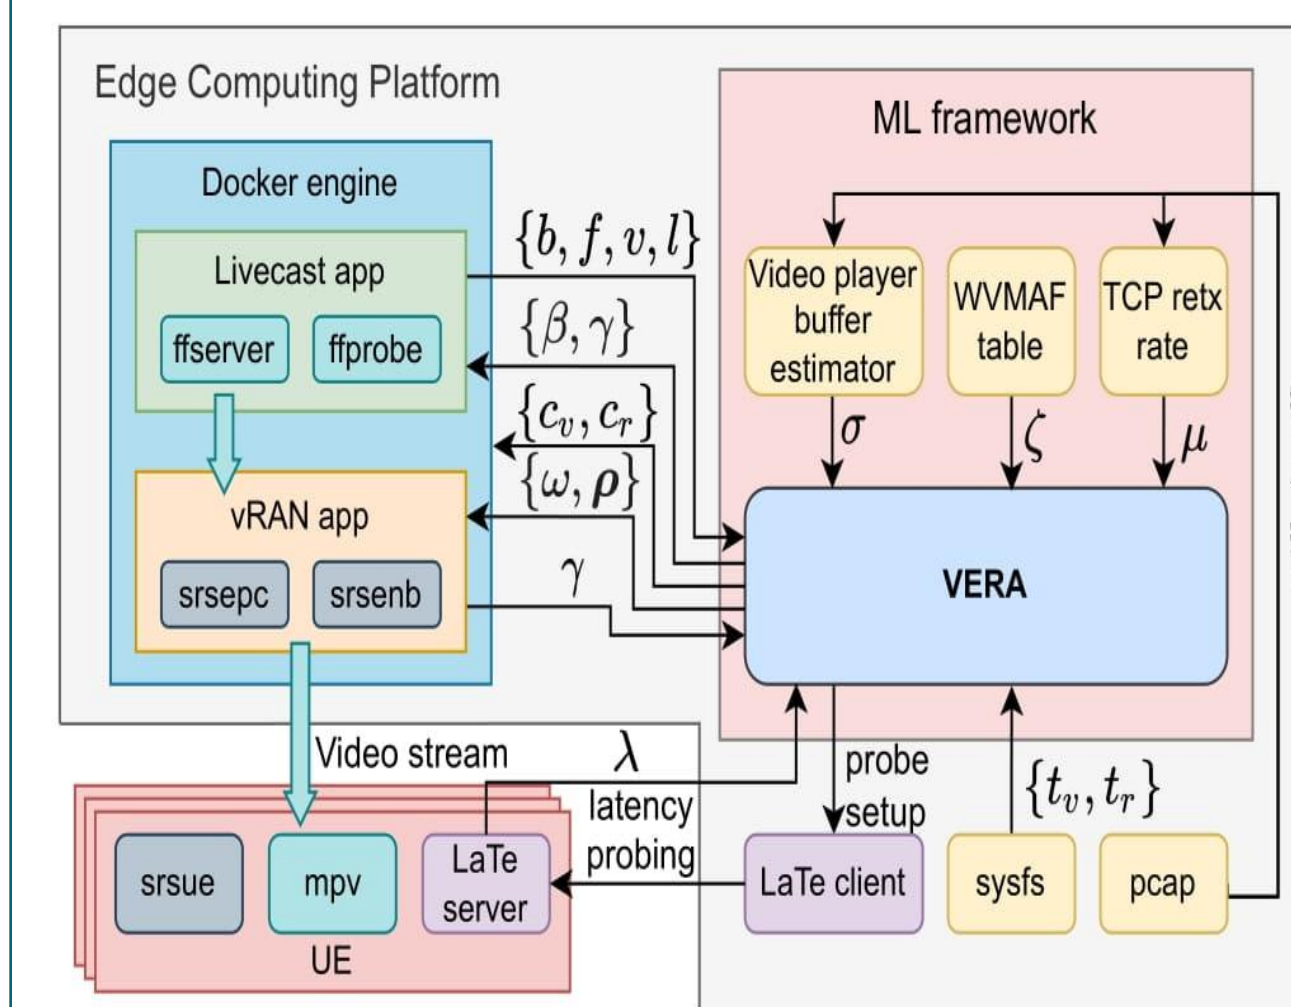 Edge Computing Platform
ML framework
Docker engine
Livecast app
ffserver
ffprobe
{b, f, v, l}
{β, γ}
{c_v, c_r}
{ω, ρ}
γ
vRAN app
srsepc
srsenb
Video player
buffer
estimator
WVMAF
table
TCP retx
rate
σ
ζ
μ
VERA
Video stream
λ
latency
probing
probe
setup
{t_v, t_r}
srsue
mpv
LaTe
server
UE
LaTe client
sysfs
pcap